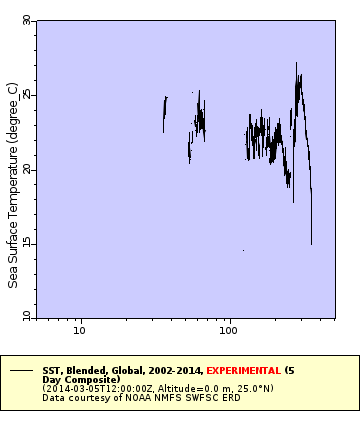 30
25
20
15
10
Sea Surface Temperature (degree_C)
10
100
SST, Blended, Global, 2002-2014, EXPERIMENTAL (5
Day Composite)
(2014-03-05T12:00:00Z, Altitude=0.0 m, 25.0°N)
Data courtesy of NOAA NMFS SWFSC ERD